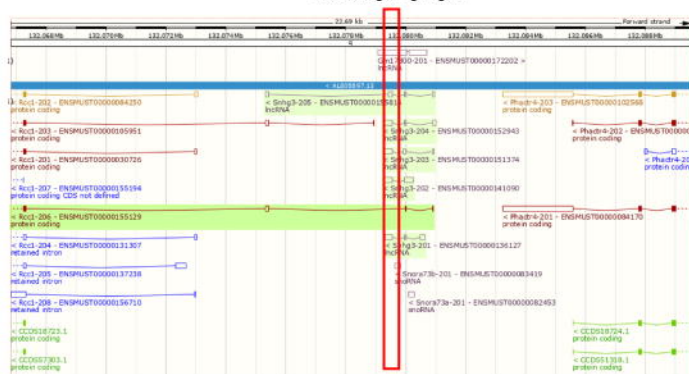 22.69 kb
Forward strand
132.068Mb 132.070Mb 132.072Mb 132.074Mb 132.076Mb 132.078Mb 132.080Mb 132.082Mb 132.084Mb 132.086Mb 132.088Mb
-201 - ENSMUST00000172202 >
lncRNA
< Rcc1-202 - ENSMUST00000084250
protein coding
< Snhg3-205 -
lncRNA
< Phactr4-203 - ENSMUST00000102568
protein coding
< Rcc1-203 - ENSMUST00000105951
protein coding
< Snhg3-204 - ENSMUST00000152943
lncRNA
< Phactr4-202 -
protein coding
< Rcc1-201 - ENSMUST00000030726
protein coding
< Snhg3-203 - ENSMUST00000151374
lncRNA
< Phactr4-20
protein codin
< Rcc1-207 - ENSMUST00000155194
protein coding CDS not defined
< Snhg3-202 - ENSMUST00000141090
lncRNA
< Rcc1-206 - ENSMUST00000155129
protein coding
< Phactr4-201 - ENSMUST00000084170
protein coding
< Rcc1-204 - ENSMUST00000131307
retained intron
< Snhg3-201 - ENSMUST00000136127
lncRNA
< Rcc1-205 - ENSMUST00000137238
retained intron
< Snora73b-201 - ENSMUST00000083419
snoRNA
< Rcc1-208 - ENSMUST00000156710
retained intron
< Snora73a-201 - ENSMUST00000082453
snoRNA
< CCDS18723.1
protein coding
< CCDS18724.1
protein coding
< CCDS57303.1
protein coding
< CCDS51318.1
protein coding